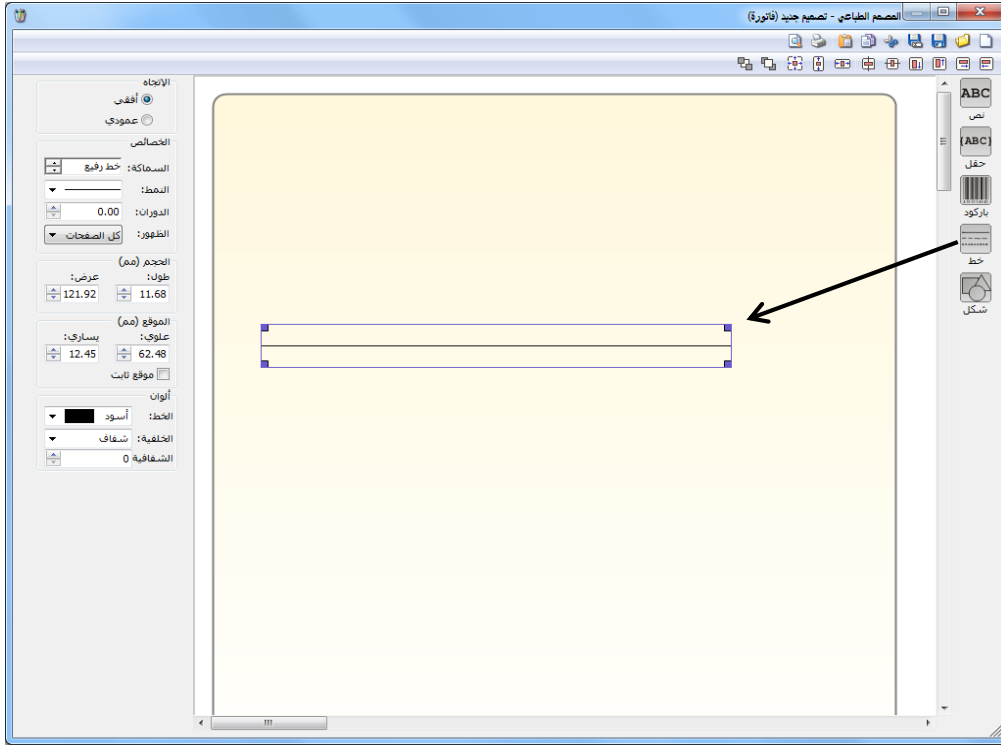 المصمم الطباعي - تصميم جديد (فاتورة)
ABC
نص
[ABC]
حقل
باركود
خط
شكل
الإتجاه
أفقي
عمودي
الخصائص
السماكة: خط رفيع
النمط:
الدوران: 0.00
الظهور: كل الصفحات
الحجم (مم)
طول: عرض:
11.68 121.92
الموقع (مم)
علوي: يساري:
62.48 12.45
موقع ثابت
ألوان
الخط: أسود
الخلفية: شفاف
الشفافية 0